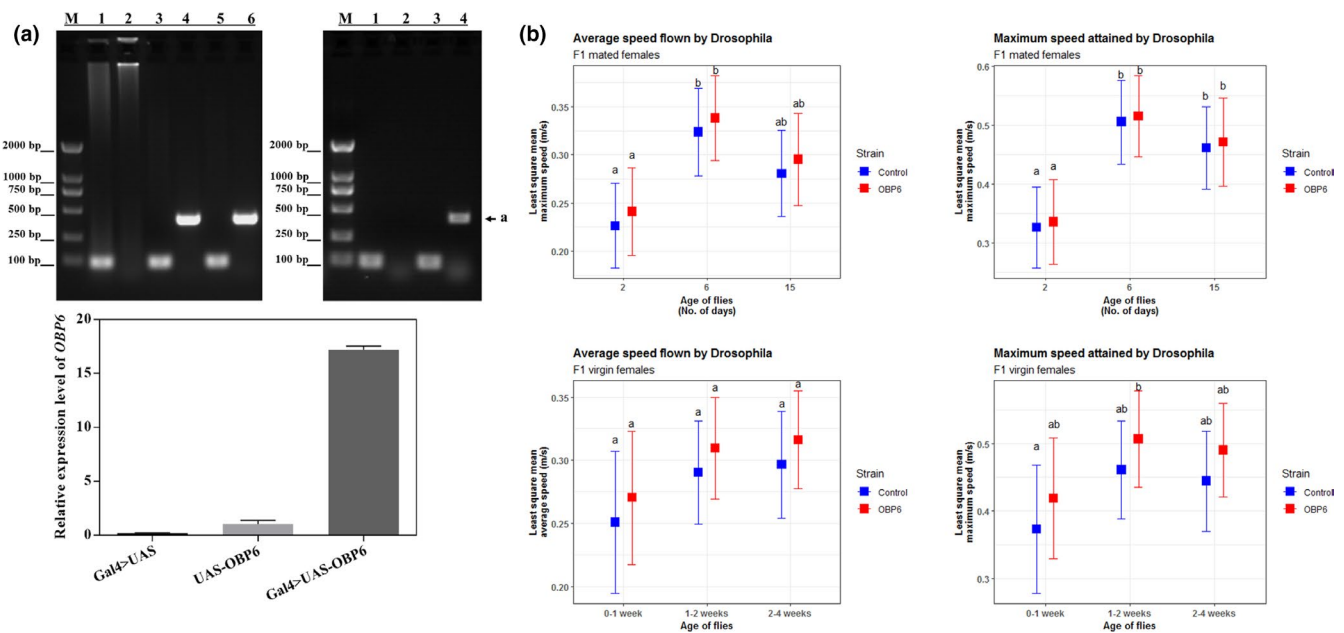 (a)
M 1 2 3 4 5 6
2000 bp
1000 bp
750 bp
500 bp
250 bp
100 bp
M 1 2 3 4
2000 bp
1000 bp
750 bp
500 bp
250 bp
100 bp
a
Relative expression level of OBP6
20
15
10
5
0
Gal4>UAS
UAS-OBP6
Gal4>UAS-OBP6
(b)
Average speed flown by Drosophila
F1 mated females
Least square mean
maximum speed (m/s)
0.35
0.30
0.25
0.20
a
a
b
b
ab
ab
2 6 15
Age of flies
(No. of days)
Strain
Control
OBP6
Maximum speed attained by Drosophila
F1 mated females
Least square mean
maximum speed (m/s)
0.6
0.5
0.4
0.3
a
a
b
b
b
b
2 6 15
Age of flies
(No. of days)
Strain
Control
OBP6
Average speed flown by Drosophila
F1 virgin females
Least square mean
average speed (m/s)
0.35
0.30
0.25
0.20
a
a
a
a
a
a
0-1 week 1-2 weeks 2-4 weeks
Age of flies
Strain
Control
OBP6
Maximum speed attained by Drosophila
F1 virgin females
Least square mean
maximum speed (m/s)
0.5
0.4
0.3
a
ab
ab
b
ab
ab
0-1 week 1-2 weeks 2-4 weeks
Age of flies
Strain
Control
OBP6